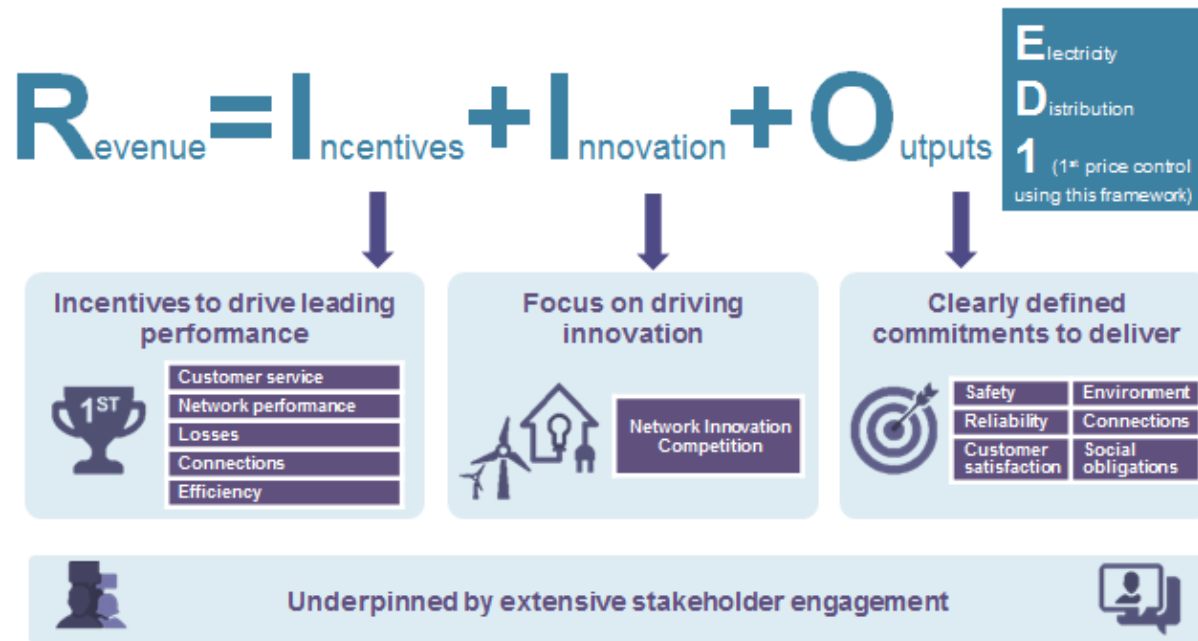 Revenue = Incentives + Innovation + Outputs
Electricity
Distribution
1 (1st price control
using this framework)
Incentives to drive leading
performance
1ST
Customer service
Network performance
Losses
Connections
Efficiency
Focus on driving
innovation
Network Innovation
Competition
Clearly defined
commitments to deliver
Safety
Environment
Reliability
Connections
Customer
satisfaction
Social
obligations
Underpinned by extensive stakeholder engagement